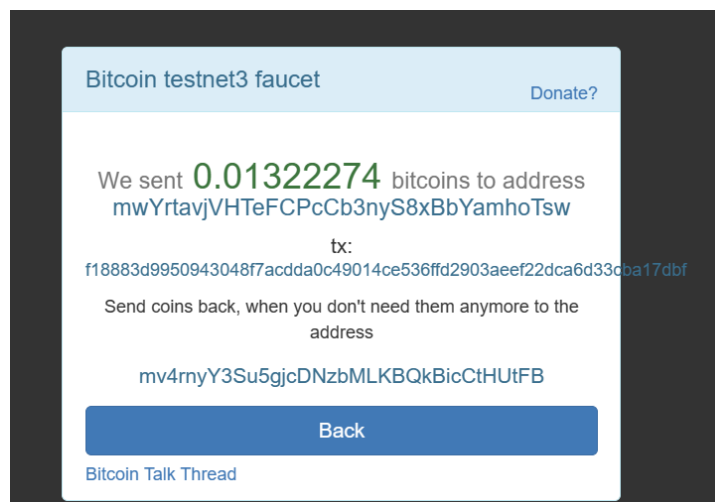 Bitcoin testnet3 faucet
Donate?
We sent 0.01322274 bitcoins to address
mwYrtavjVHTeFCPcCb3nyS8xBbYamhoTsw
tx:
f18883d9950943048f7acdda0c49014ce536ffd2903aeef22dca6d33cba17dbf
Send coins back, when you don't need them anymore to the
address
mv4rnyY3Su5gjcDNzbMLKBQkBicCtHUtFB
Back
Bitcoin Talk Thread